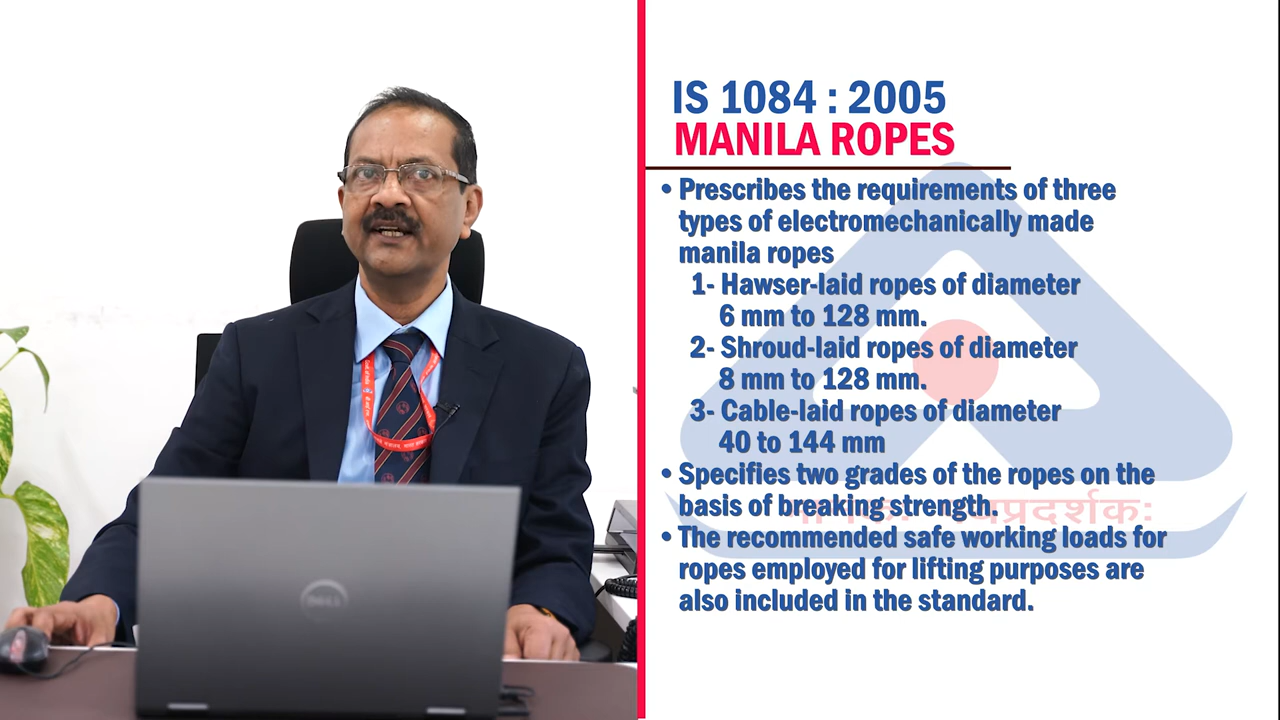 IS 1084 : 2005
MANILA ROPES
• Prescribes the requirements of three
types of electromechanically made
manila ropes
1- Hawser-laid ropes of diameter
6 mm to 128 mm.
2- Shroud-laid ropes of diameter
8 mm to 128 mm.
3- Cable-laid ropes of diameter
40 to 144 mm
• Specifies two grades of the ropes on the
basis of breaking strength.
• The recommended safe working loads for
ropes employed for lifting purposes are
also included in the standard.
DELL